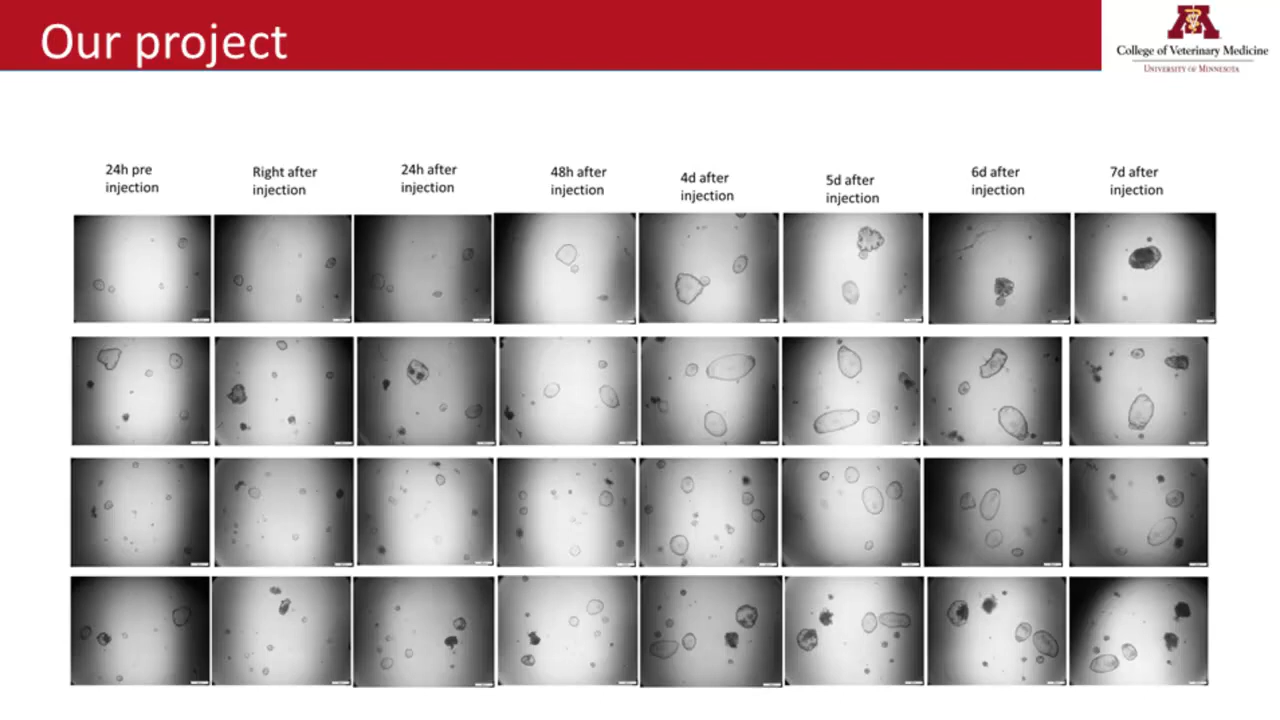 Our project
College of Veterinary Medicine
UNIVERSITY OF MINNESOTA
24h pre
injection
Right after
injection
24h after
injection
48h after
injection
4d after
injection
5d after
injection
6d after
injection
7d after
injection